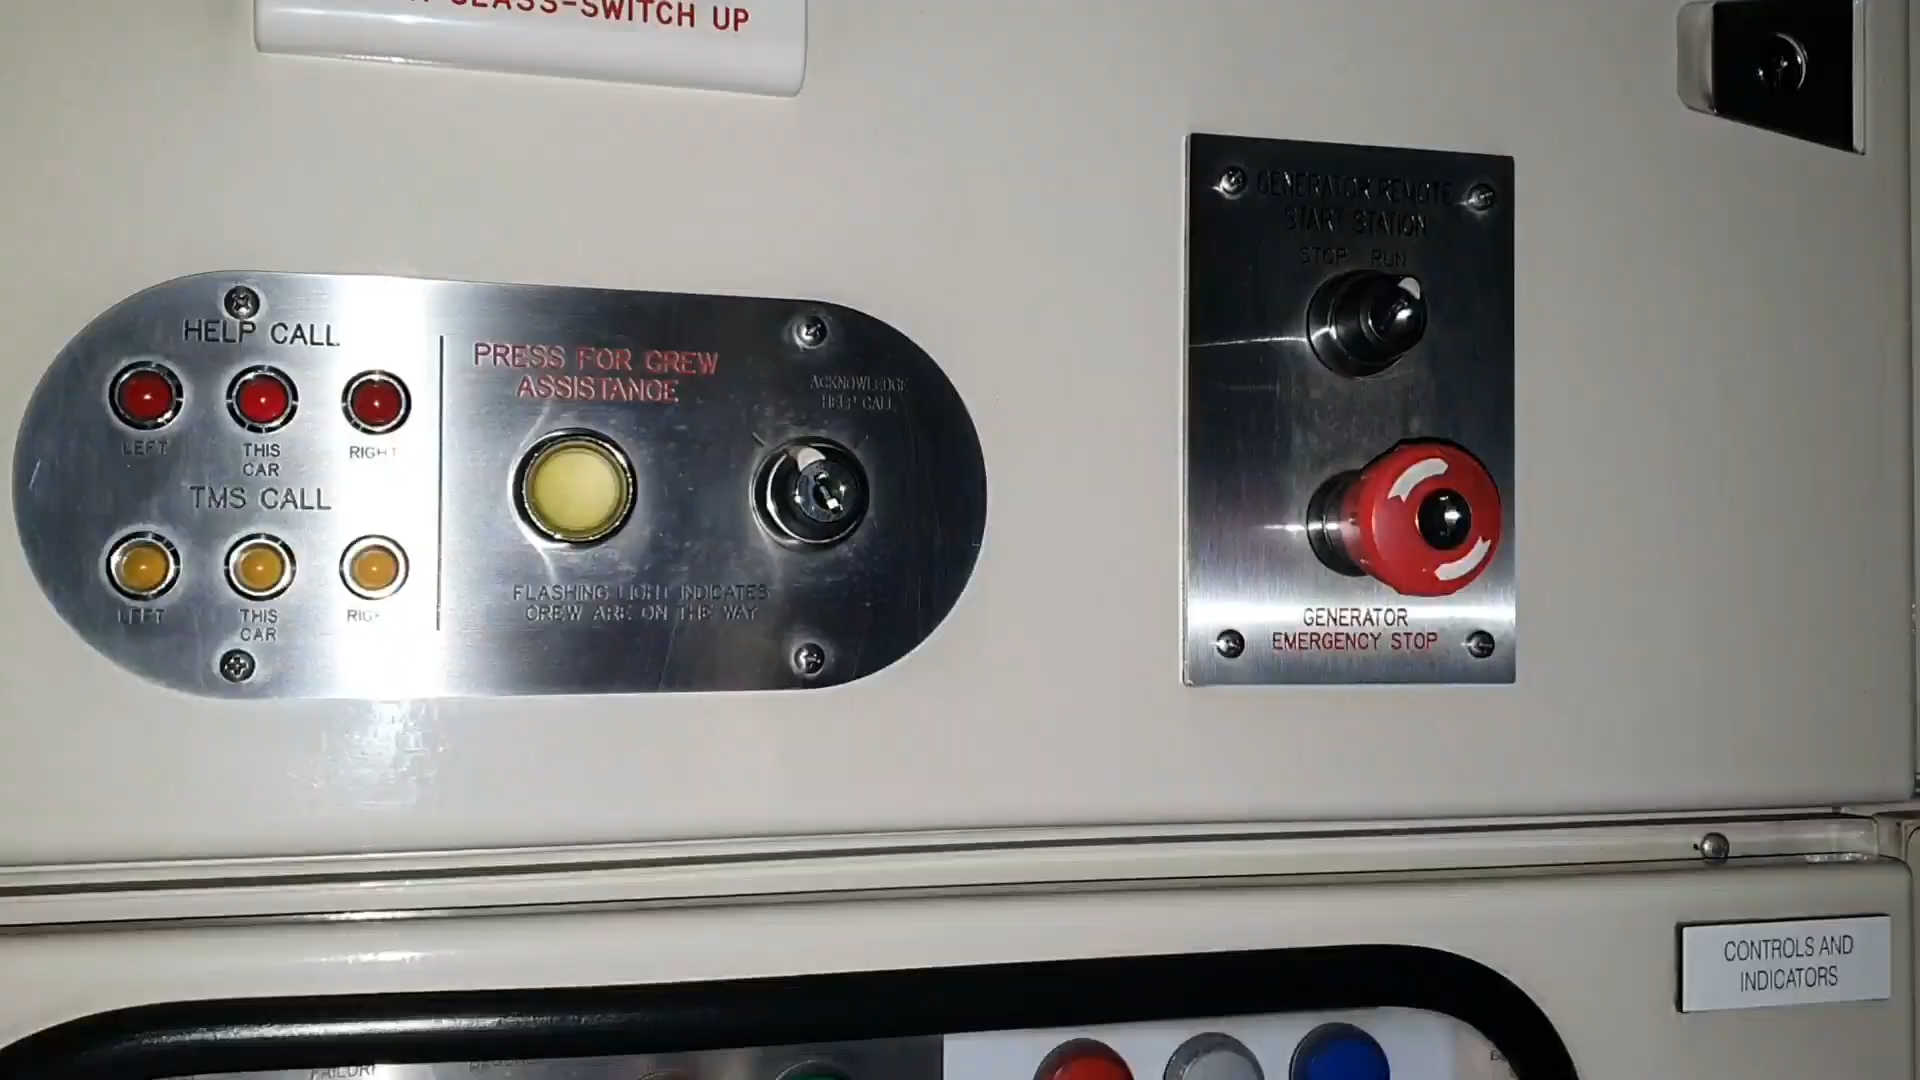 GLASS-SWITCH UP
HELP CALL
LEFT
THIS
CAR
RIGHT
TMS CALL
LEFT
THIS
CAR
RIGHT
PRESS FOR CREW
ASSISTANCE
ACKNOWLEDGE
HELP CALL
FLASHING LIGHT INDICATES
CREW ARE ON THE WAY
GENERATOR REMOTE
START STATION
STOP RUN
GENERATOR
EMERGENCY STOP
CONTROLS AND
INDICATORS